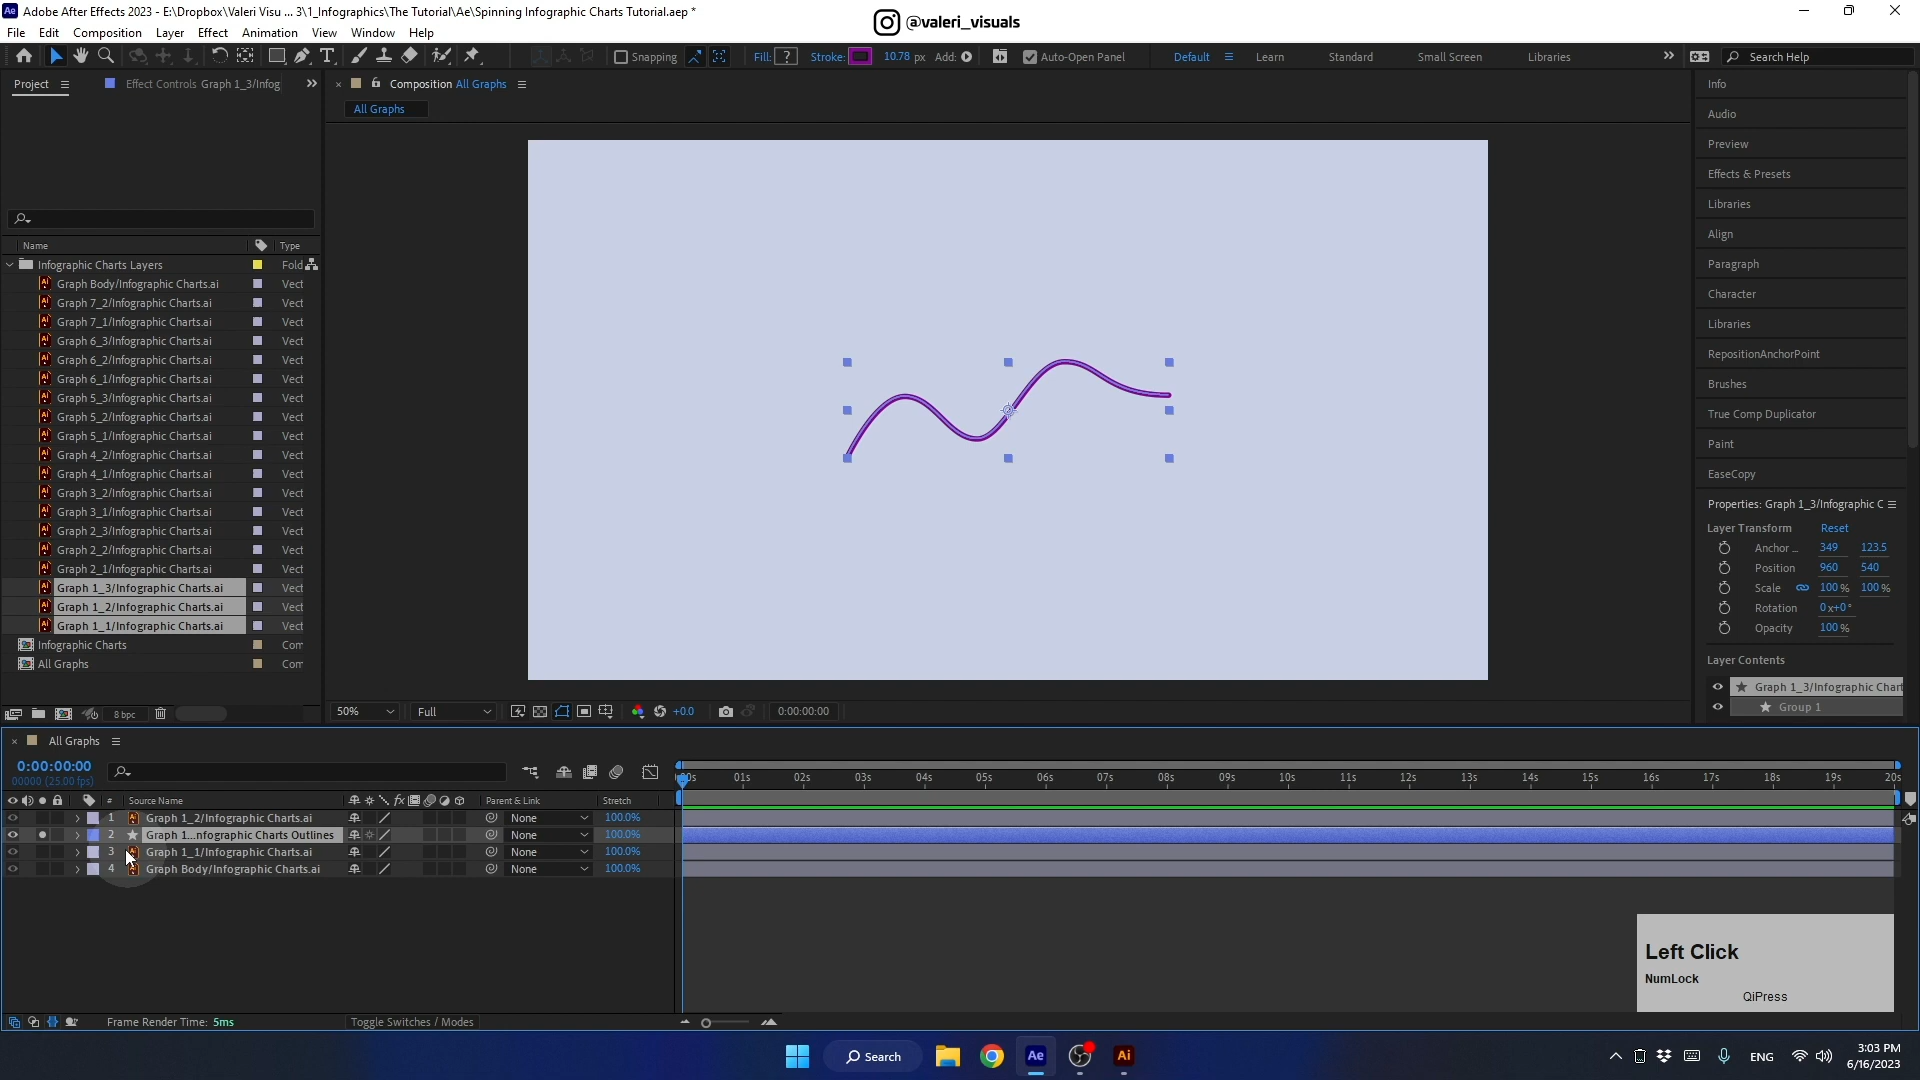 Adobe After Effects 2023 - E:\Dropbox\Valeri Visu ... 3\1_Infographics\The Tutorial\Ae\Spinning Infographic Charts Tutorial.aep *
@valeri_visuals
File Edit Composition Layer Effect Animation View Window Help
Snapping Fill: ? Stroke: 10.78 px Add: Auto-Open Panel Default Learn Standard Small Screen Libraries Search Help
Project Effect Controls Graph 1_3/Infog
Composition All Graphs
All Graphs
Name Type
Infographic Charts Layers Fold
Graph Body/Infographic Charts.ai Vect
Graph 7_2/Infographic Charts.ai Vect
Graph 7_1/Infographic Charts.ai Vect
Graph 6_3/Infographic Charts.ai Vect
Graph 6_2/Infographic Charts.ai Vect
Graph 6_1/Infographic Charts.ai Vect
Graph 5_3/Infographic Charts.ai Vect
Graph 5_2/Infographic Charts.ai Vect
Graph 5_1/Infographic Charts.ai Vect
Graph 4_2/Infographic Charts.ai Vect
Graph 4_1/Infographic Charts.ai Vect
Graph 3_2/Infographic Charts.ai Vect
Graph 3_1/Infographic Charts.ai Vect
Graph 2_3/Infographic Charts.ai Vect
Graph 2_2/Infographic Charts.ai Vect
Graph 2_1/Infographic Charts.ai Vect
Graph 1_3/Infographic Charts.ai Vect
Graph 1_2/Infographic Charts.ai Vect
Graph 1_1/Infographic Charts.ai Vect
Infographic Charts Com
All Graphs Com
8 bpc
50% Full +0.0 0:00:00:00
Info
Audio
Preview
Effects & Presets
Libraries
Align
Paragraph
Character
Libraries
RepositionAnchorPoint
Brushes
True Comp Duplicator
Paint
EaseCopy
Properties: Graph 1_3/Infographic C
Layer Transform Reset
Anchor ... 349 123.5
Position 960 540
Scale 100 % 100 %
Rotation 0x+0°
Opacity 100 %
Layer Contents
Graph 1_3/Infographic Chart
Group 1
All Graphs
0:00:00:00
00000 (25.00 fps)
01s 02s 03s 04s 05s 06s 07s 08s 09s 10s 11s 12s 13s 14s 15s 16s 17s 18s 19s 20s
# Source Name Parent & Link Stretch
1 Graph 1_2/Infographic Charts.ai None 100.0%
2 Graph 1...nfographic Charts Outlines None 100.0%
3 Graph 1_1/Infographic Charts.ai None 100.0%
4 Graph Body/Infographic Charts.ai None 100.0%
Left Click
NumLock
QiPress
Frame Render Time: 5ms Toggle Switches / Modes
Search Ae Ai ENG 3:03 PM
6/16/2023